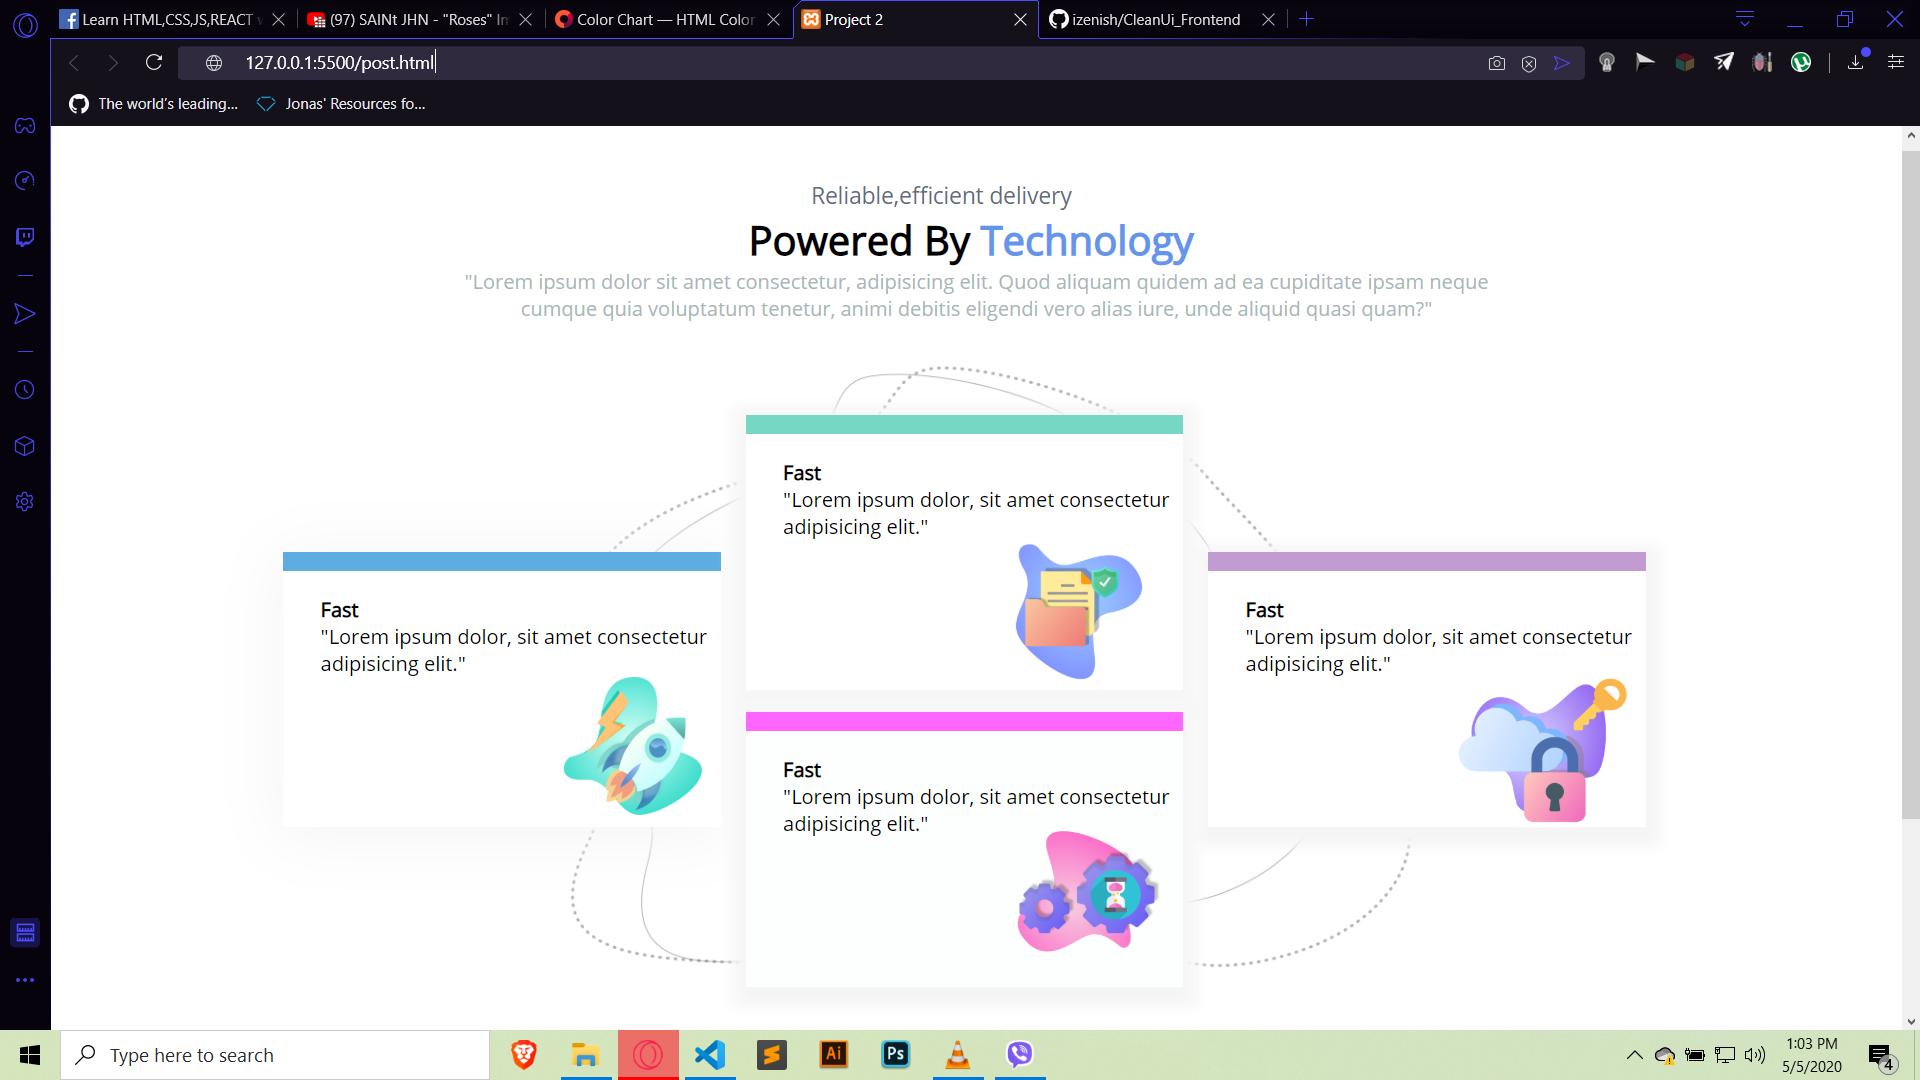 Learn HTML,CSS,JS,REACT
(97) SAINt JHN - "Roses" Im
Color Chart — HTML Color
Project 2
izenish/CleanUi_Frontend
127.0.0.1:5500/post.html
The world's leading...
Jonas' Resources fo...
Reliable,efficient delivery
Powered By Technology
"Lorem ipsum dolor sit amet consectetur, adipisicing elit. Quod aliquam quidem ad ea cupiditate ipsam neque
cumque quia voluptatum tenetur, animi debitis eligendi vero alias iure, unde aliquid quasi quam?"
Fast
"Lorem ipsum dolor, sit amet consectetur
adipisicing elit."
Fast
"Lorem ipsum dolor, sit amet consectetur
adipisicing elit."
Fast
"Lorem ipsum dolor, sit amet consectetur
adipisicing elit."
Fast
"Lorem ipsum dolor, sit amet consectetur
adipisicing elit."
Type here to search
Ai
Ps
1:03 PM
5/5/2020
4